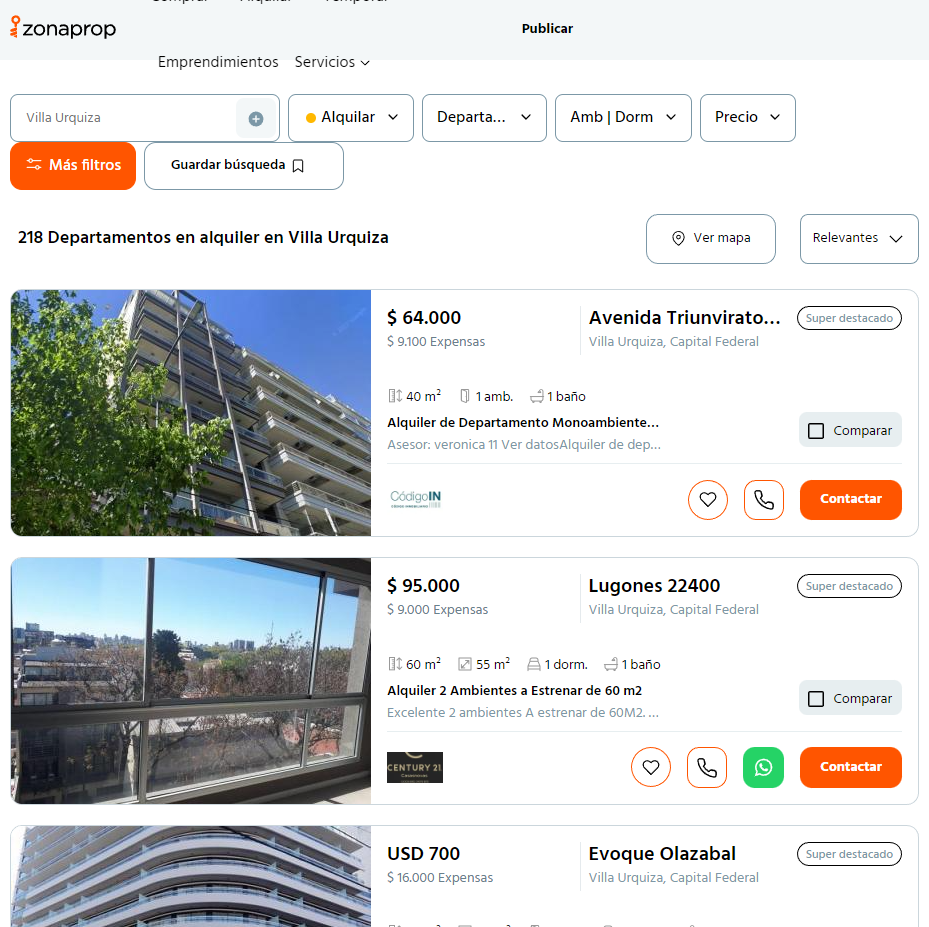 zonaprop
Publicar
Emprendimientos Servicios
Villa Urquiza
Alquilar
Departa...
Amb | Dorm
Precio
Más filtros
Guardar búsqueda
218 Departamentos en alquiler en Villa Urquiza
Ver mapa
Relevantes
$ 64.000
$ 9.100 Expensas
Avenida Triunvirato...
Villa Urquiza, Capital Federal
Super destacado
40 m² 1 amb. 1 baño
Alquiler de Departamento Monoambiente...
Asesor: veronica 11 Ver datosAlquiler de dep...
Comparar
CódigoIN
Contactar
$ 95.000
$ 9.000 Expensas
Lugones 22400
Villa Urquiza, Capital Federal
Super destacado
60 m² 55 m² 1 dorm. 1 baño
Alquiler 2 Ambientes a Estrenar de 60 m2
Excelente 2 ambientes A estrenar de 60M2. ...
Comparar
CENTURY 21
Contactar
USD 700
$ 16.000 Expensas
Evoque Olazabal
Villa Urquiza, Capital Federal
Super destacado